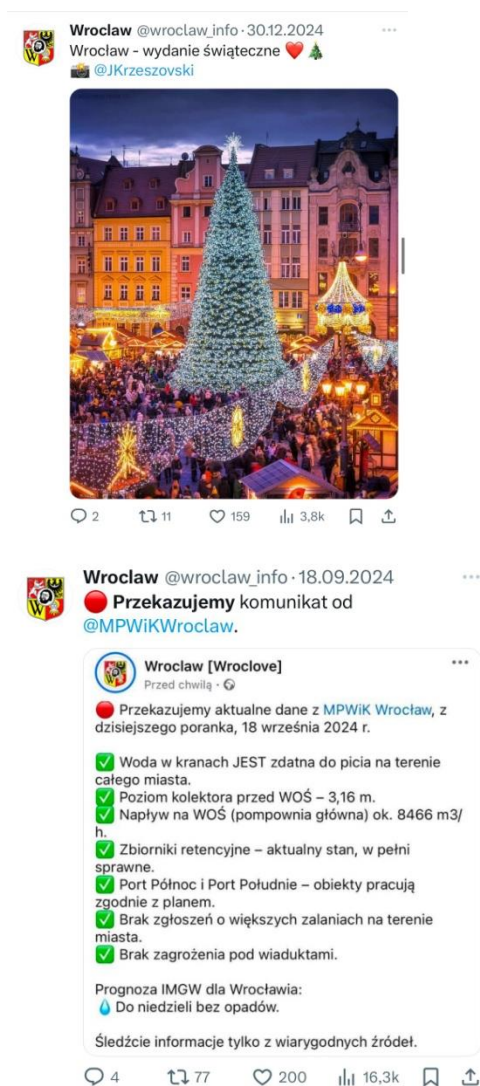 Wroclaw @wroclaw_info · 30.12.2024
Wrocław - wydanie świąteczne ❤️ 🎄
📸 @JKrzeszovski
2 11 159 3,8k
Wroclaw @wroclaw_info · 18.09.2024
🔴 Przekazujemy komunikat od
@MPWiKWroclaw.
Wroclaw [Wroclove]
Przed chwilą ·
🔴 Przekazujemy aktualne dane z MPWiK Wrocław, z
dzisiejszego poranka, 18 września 2024 r.
✅ Woda w kranach JEST zdatna do picia na terenie
całego miasta.
✅ Poziom kolektora przed WOŚ – 3,16 m.
✅ Napływ na WOŚ (pompownia główna) ok. 8466 m3/
h.
✅ Zbiorniki retencyjne – aktualny stan, w pełni
sprawne.
✅ Port Północ i Port Południe – obiekty pracują
zgodnie z planem.
✅ Brak zgłoszeń o większych zalaniach na terenie
miasta.
✅ Brak zagrożenia pod wiaduktami.
Prognoza IMGW dla Wrocławia:
💧 Do niedzieli bez opadów.
Śledźcie informacje tylko z wiarygodnych źródeł.
4 77 200 16,3k